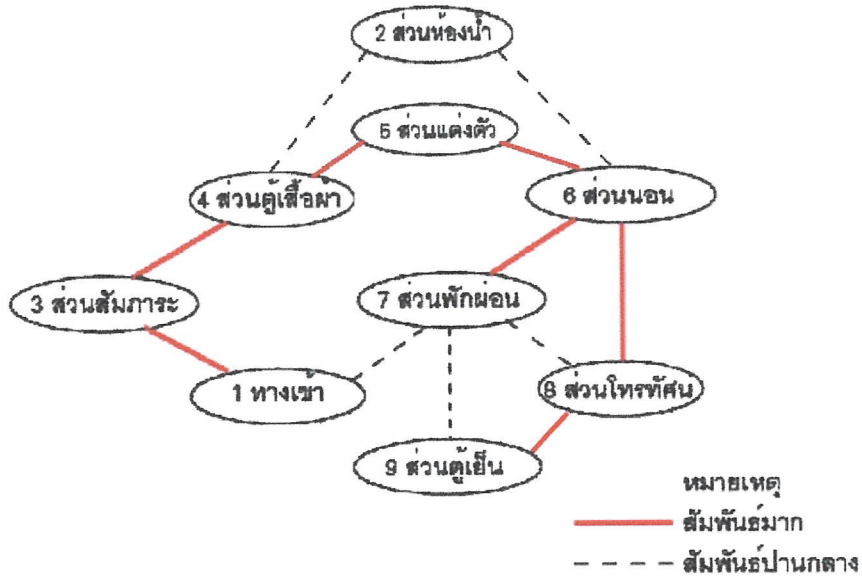 2 ส่วนห้องน้ำ
5 ส่วนแต่งตัว
4 ส่วนตู้เสื้อผ้า
6 ส่วนนอน
3 ส่วนสัมภาระ
7 ส่วนพักผ่อน
1 ทางเข้า
8 ส่วนโทรทัศน์
9 ส่วนตู้เย็น
หมายเหตุ
สัมพันธ์มาก
สัมพันธ์ปานกลาง